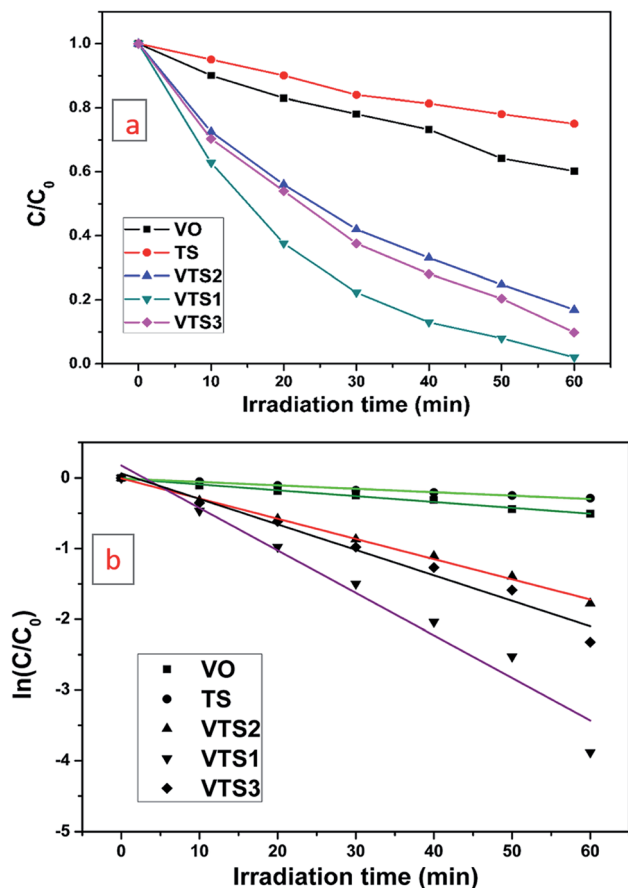 a
C/C0
1.0
0.8
0.6
0.4
0.2
0.0
VO
TS
VTS2
VTS1
VTS3
0 10 20 30 40 50 60
Irradiation time (min)
b
ln(C/C0)
0
-1
-2
-3
-4
-5
VO
TS
VTS2
VTS1
VTS3
0 10 20 30 40 50 60
Irradiation time (min)